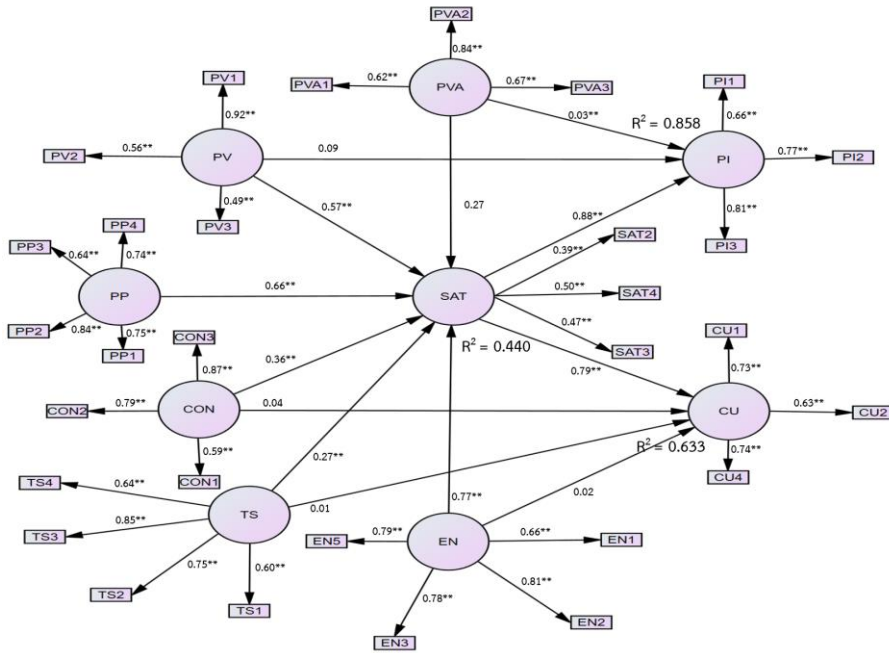 PVA2
0.84**
PVA1
0.62**
PVA
0.67**
PVA3
PV1
0.92**
PV2
0.56**
PV
0.49**
PV3
0.09
0.57**
0.03**
R² = 0.858
0.27
PI1
0.66**
PI
0.77**
PI2
0.81**
PI3
PP4
PP3
0.64**
0.74**
PP
PP2
0.84**
0.75**
PP1
0.66**
SAT
0.88**
SAT2
0.39**
0.50**
SAT4
0.47**
SAT3
R² = 0.440
0.79**
CON3
0.87**
CON2
0.79**
CON
0.59**
CON1
0.36**
0.04
CU1
0.73**
CU
0.63**
CU2
R² = 0.633
0.74**
CU4
TS4
0.64**
TS3
0.85**
TS
TS2
0.75**
0.60**
TS1
0.27**
0.01
0.77**
0.02
EN5
0.79**
EN
0.66**
EN1
0.78**
EN3
0.81**
EN2